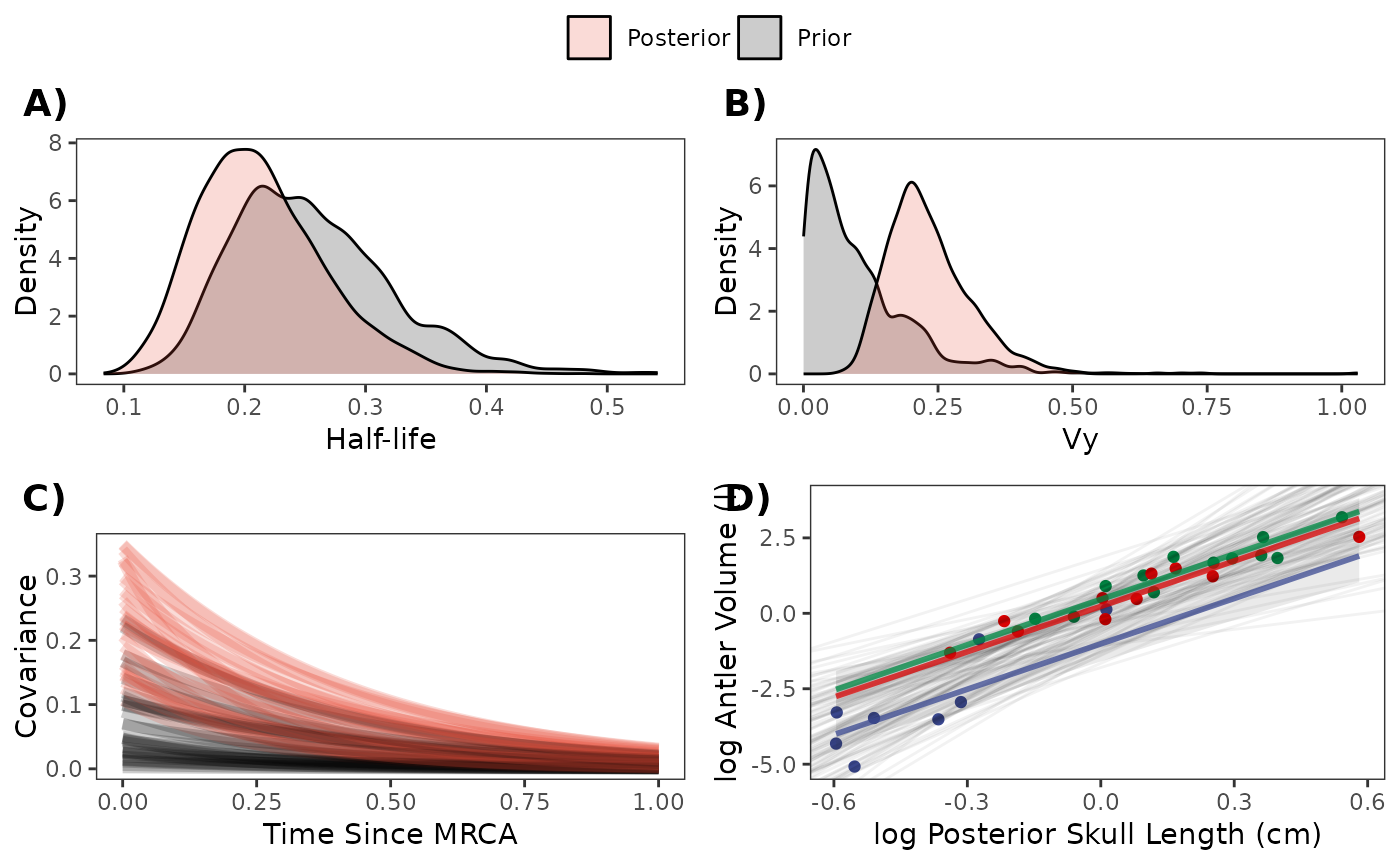 Posterior Prior
A)
Density
8
6
4
2
0
0.1 0.2 0.3 0.4 0.5
Half-life
B)
Density
6
4
2
0
0.00 0.25 0.50 0.75 1.00
Vy
C)
Covariance
0.3
0.2
0.1
0.0
0.00 0.25 0.50 0.75 1.00
Time Since MRCA
D)
log Antler Volume (l)
2.5
0.0
-2.5
-5.0
-0.6 -0.3 0.0 0.3 0.6
log Posterior Skull Length (cm)